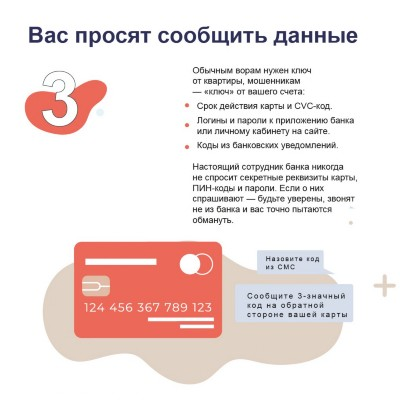 Вас просят сообщить данные
3
Обычным ворам нужен ключ
от квартиры, мошенникам
— «ключ» от вашего счета:
Срок действия карты и CVC-код.
Логины и пароли к приложению банка
или личному кабинету на сайте.
Коды из банковских уведомлений.
Настоящий сотрудник банка никогда
не спросит секретные реквизиты карты,
ПИН-коды и пароли. Если о них
спрашивают — будьте уверены, звонят
не из банка и вас точно пытаются
обмануть.
Назовите код
из СМС
Сообщите 3-значный
код на обратной
стороне вашей карты
124 456 367 789 123